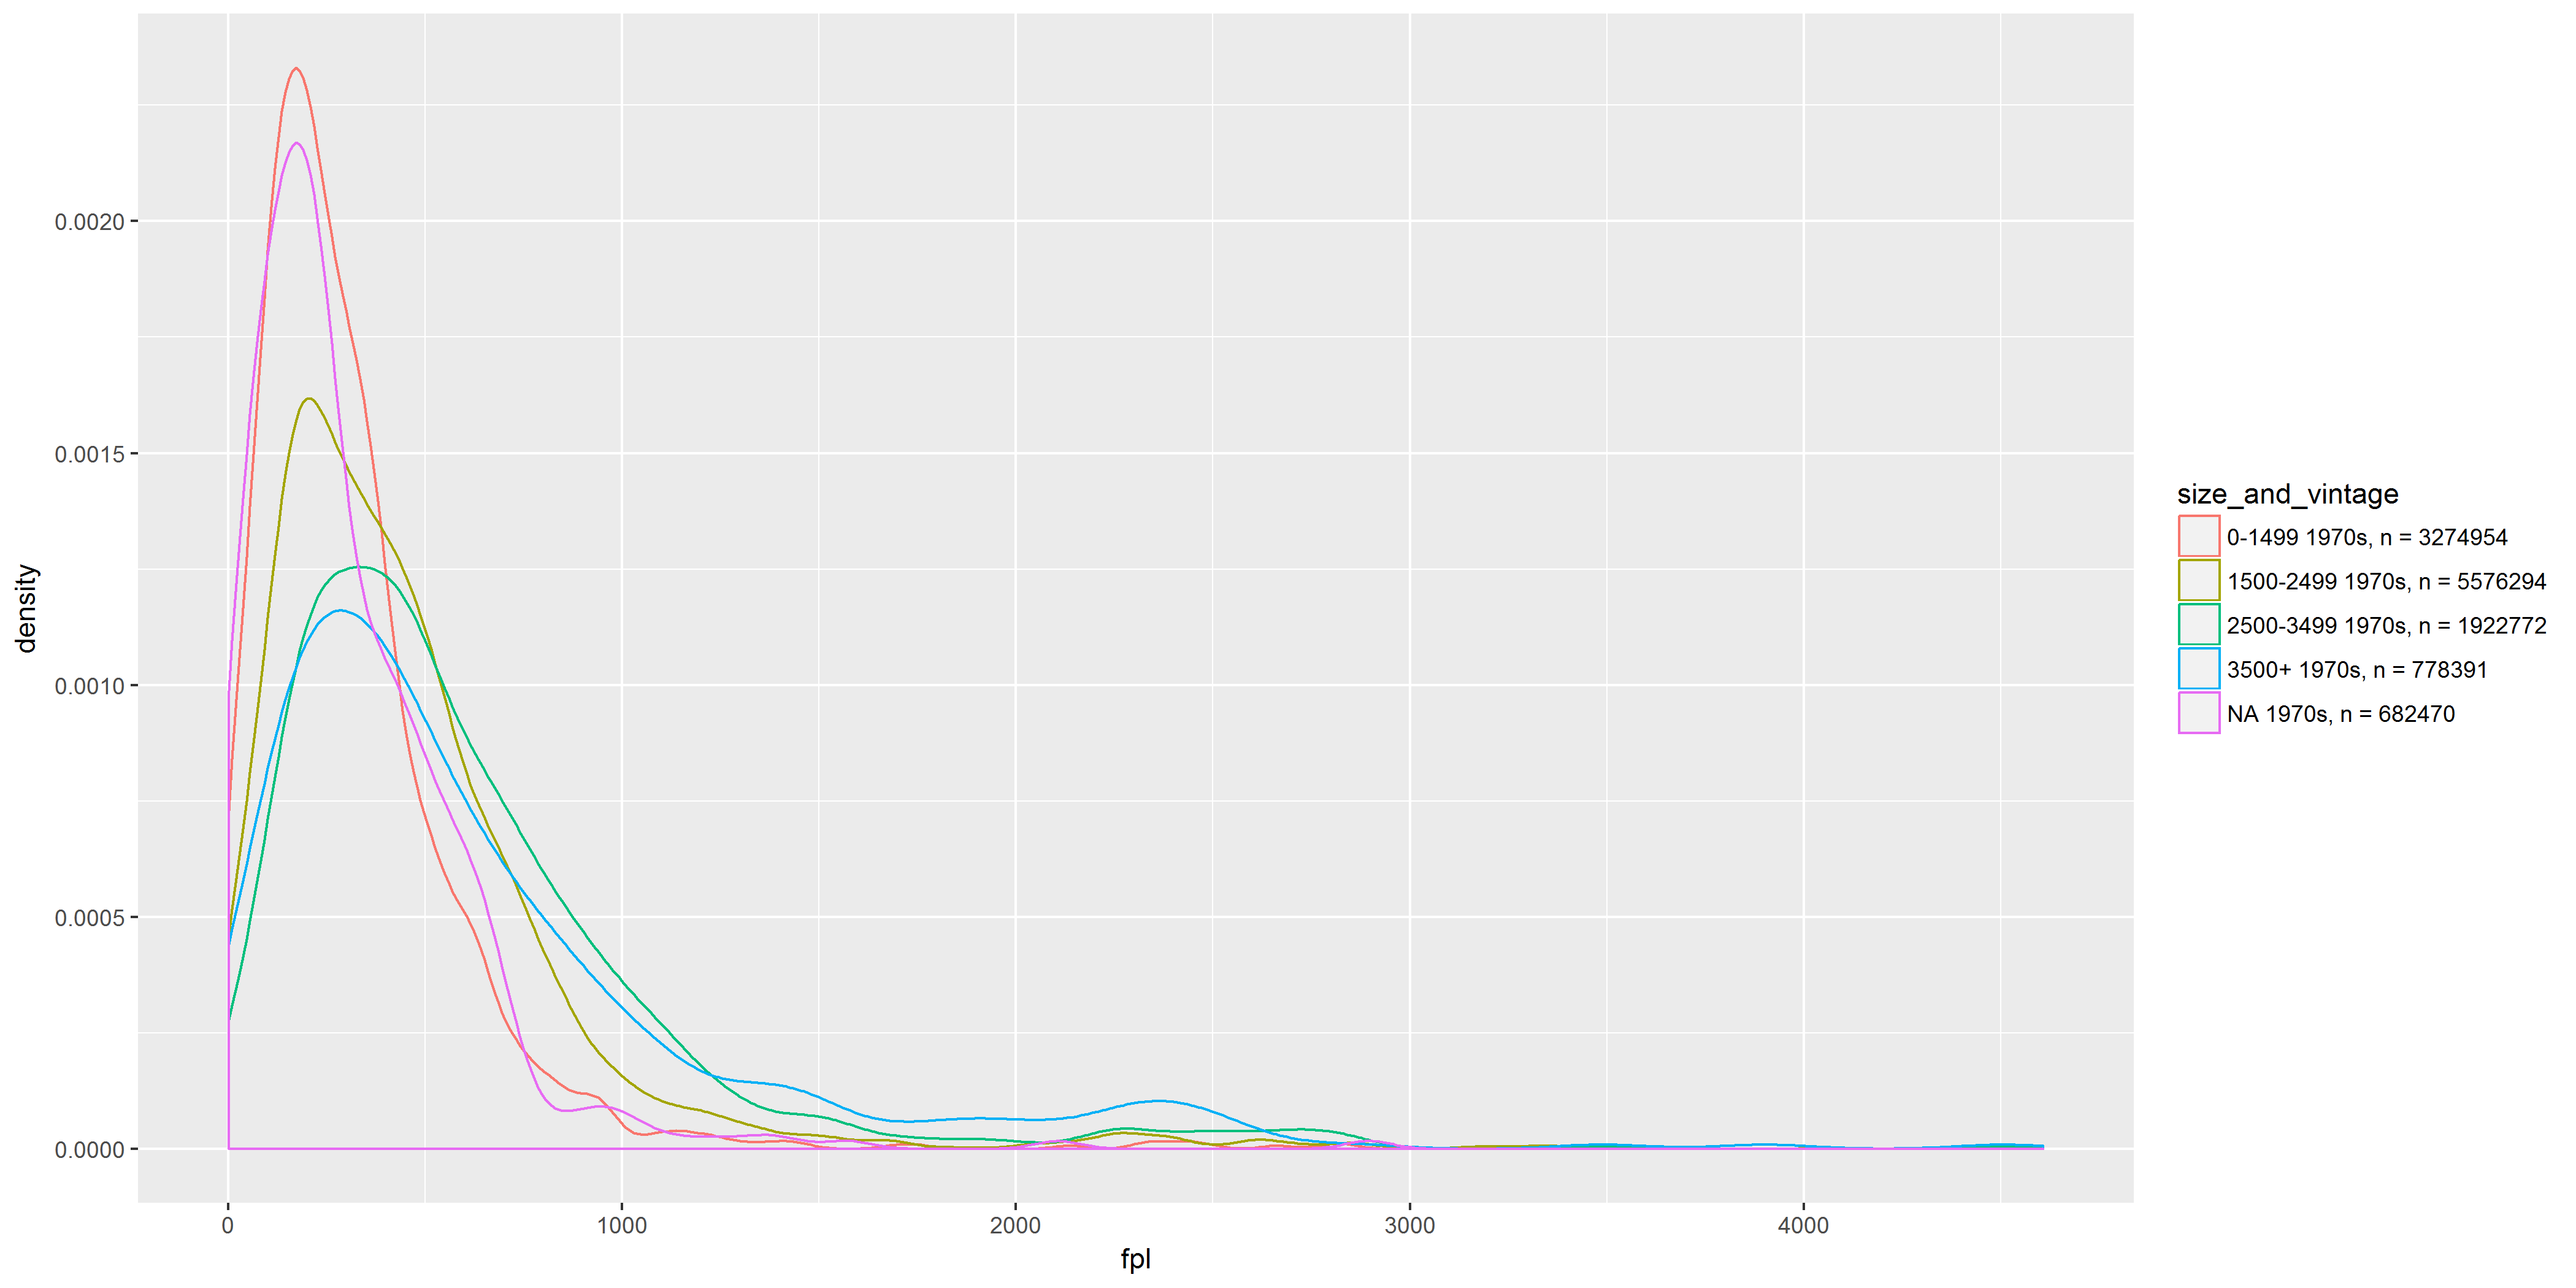 density
0.0020
0.0015
0.0010
0.0005
0.0000
0 1000 2000 3000 4000
fpl
size_and_vintage
0-1499 1970s, n = 3274954
1500-2499 1970s, n = 5576294
2500-3499 1970s, n = 1922772
3500+ 1970s, n = 778391
NA 1970s, n = 682470